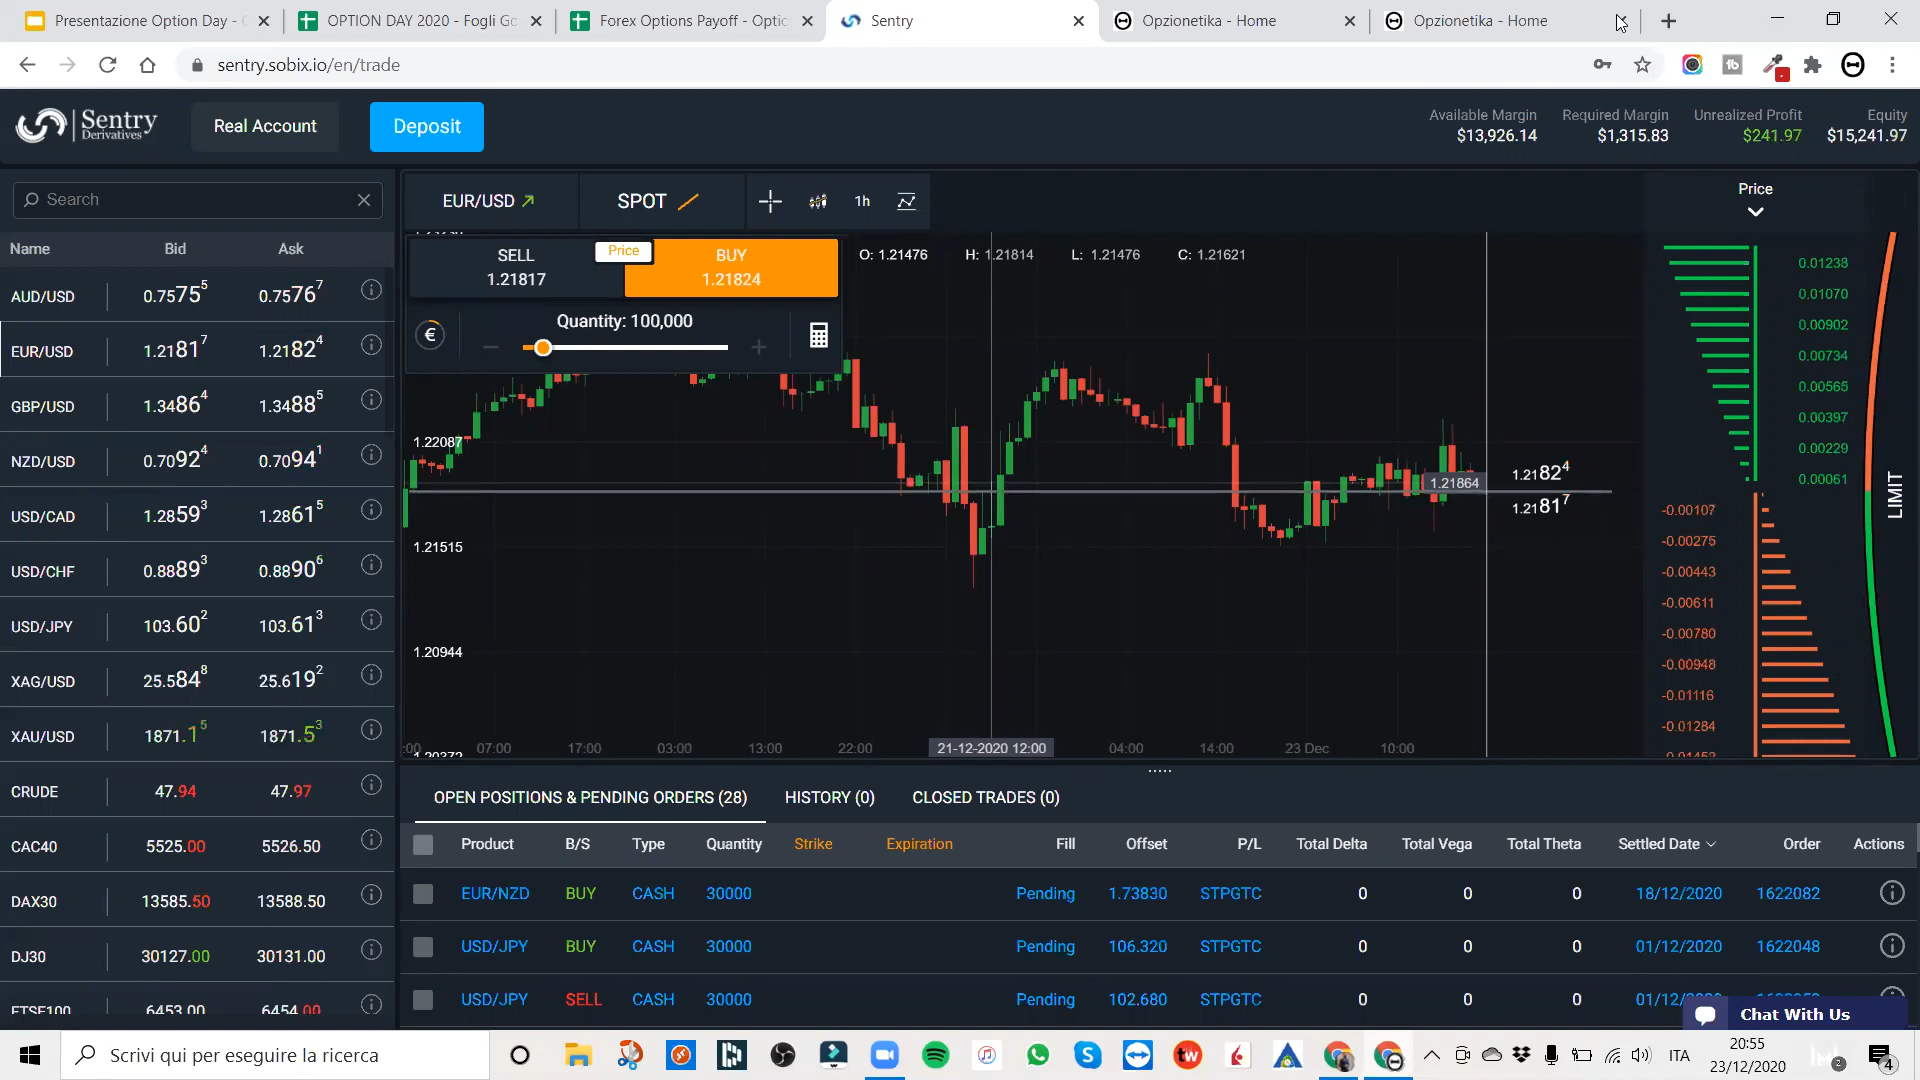 Presentazione Option Day -
OPTION DAY 2020 - Fogli Go
Forex Options Payoff - Optic
Sentry
Opzionetika - Home
Opzionetika - Home
sentry.sobix.io/en/trade
Sentry
Derivatives
Real Account
Deposit
Available Margin
$13,926.14
Required Margin
$1,315.83
Unrealized Profit
$241.97
Equity
$15,241.97
Search
Name Bid Ask
AUD/USD 0.75755 0.75767
EUR/USD 1.21817 1.21824
GBP/USD 1.34864 1.34885
NZD/USD 0.70924 0.70941
USD/CAD 1.28593 1.28615
USD/CHF 0.88893 0.88906
USD/JPY 103.602 103.613
XAG/USD 25.5848 25.6192
XAU/USD 1871.15 1871.53
CRUDE 47.94 47.97
CAC40 5525.00 5526.50
DAX30 13585.50 13588.50
DJ30 30127.00 30131.00
FTSE100 6453.00 6454.00
EUR/USD
SPOT
1h
SELL
1.21817
Price
BUY
1.21824
O: 1.21476 H: 1.21814 L: 1.21476 C: 1.21621
€
Quantity: 100,000
1.22087
1.21515
1.20944
1.20372
1.21864
1.21824
1.21817
:00 07:00 17:00 03:00 13:00 22:00 21-12-2020 12:00 04:00 14:00 23 Dec 10:00
Price
0.01238
0.01070
0.00902
0.00734
0.00565
0.00397
0.00229
0.00061
-0.00107
-0.00275
-0.00443
-0.00611
-0.00780
-0.00948
-0.01116
-0.01284
-0.01453
LIMIT
OPEN POSITIONS & PENDING ORDERS (28) HISTORY (0) CLOSED TRADES (0)
Product B/S Type Quantity Strike Expiration Fill Offset P/L Total Delta Total Vega Total Theta Settled Date Order Actions
EUR/NZD BUY CASH 30000 Pending 1.73830 STPGTC 0 0 0 18/12/2020 1622082
USD/JPY BUY CASH 30000 Pending 106.320 STPGTC 0 0 0 01/12/2020 1622048
USD/JPY SELL CASH 30000 Pending 102.680 STPGTC 0 0 0
Chat With Us
Scrivi qui per eseguire la ricerca
tw
ITA
20:55
23/12/2020
2
4